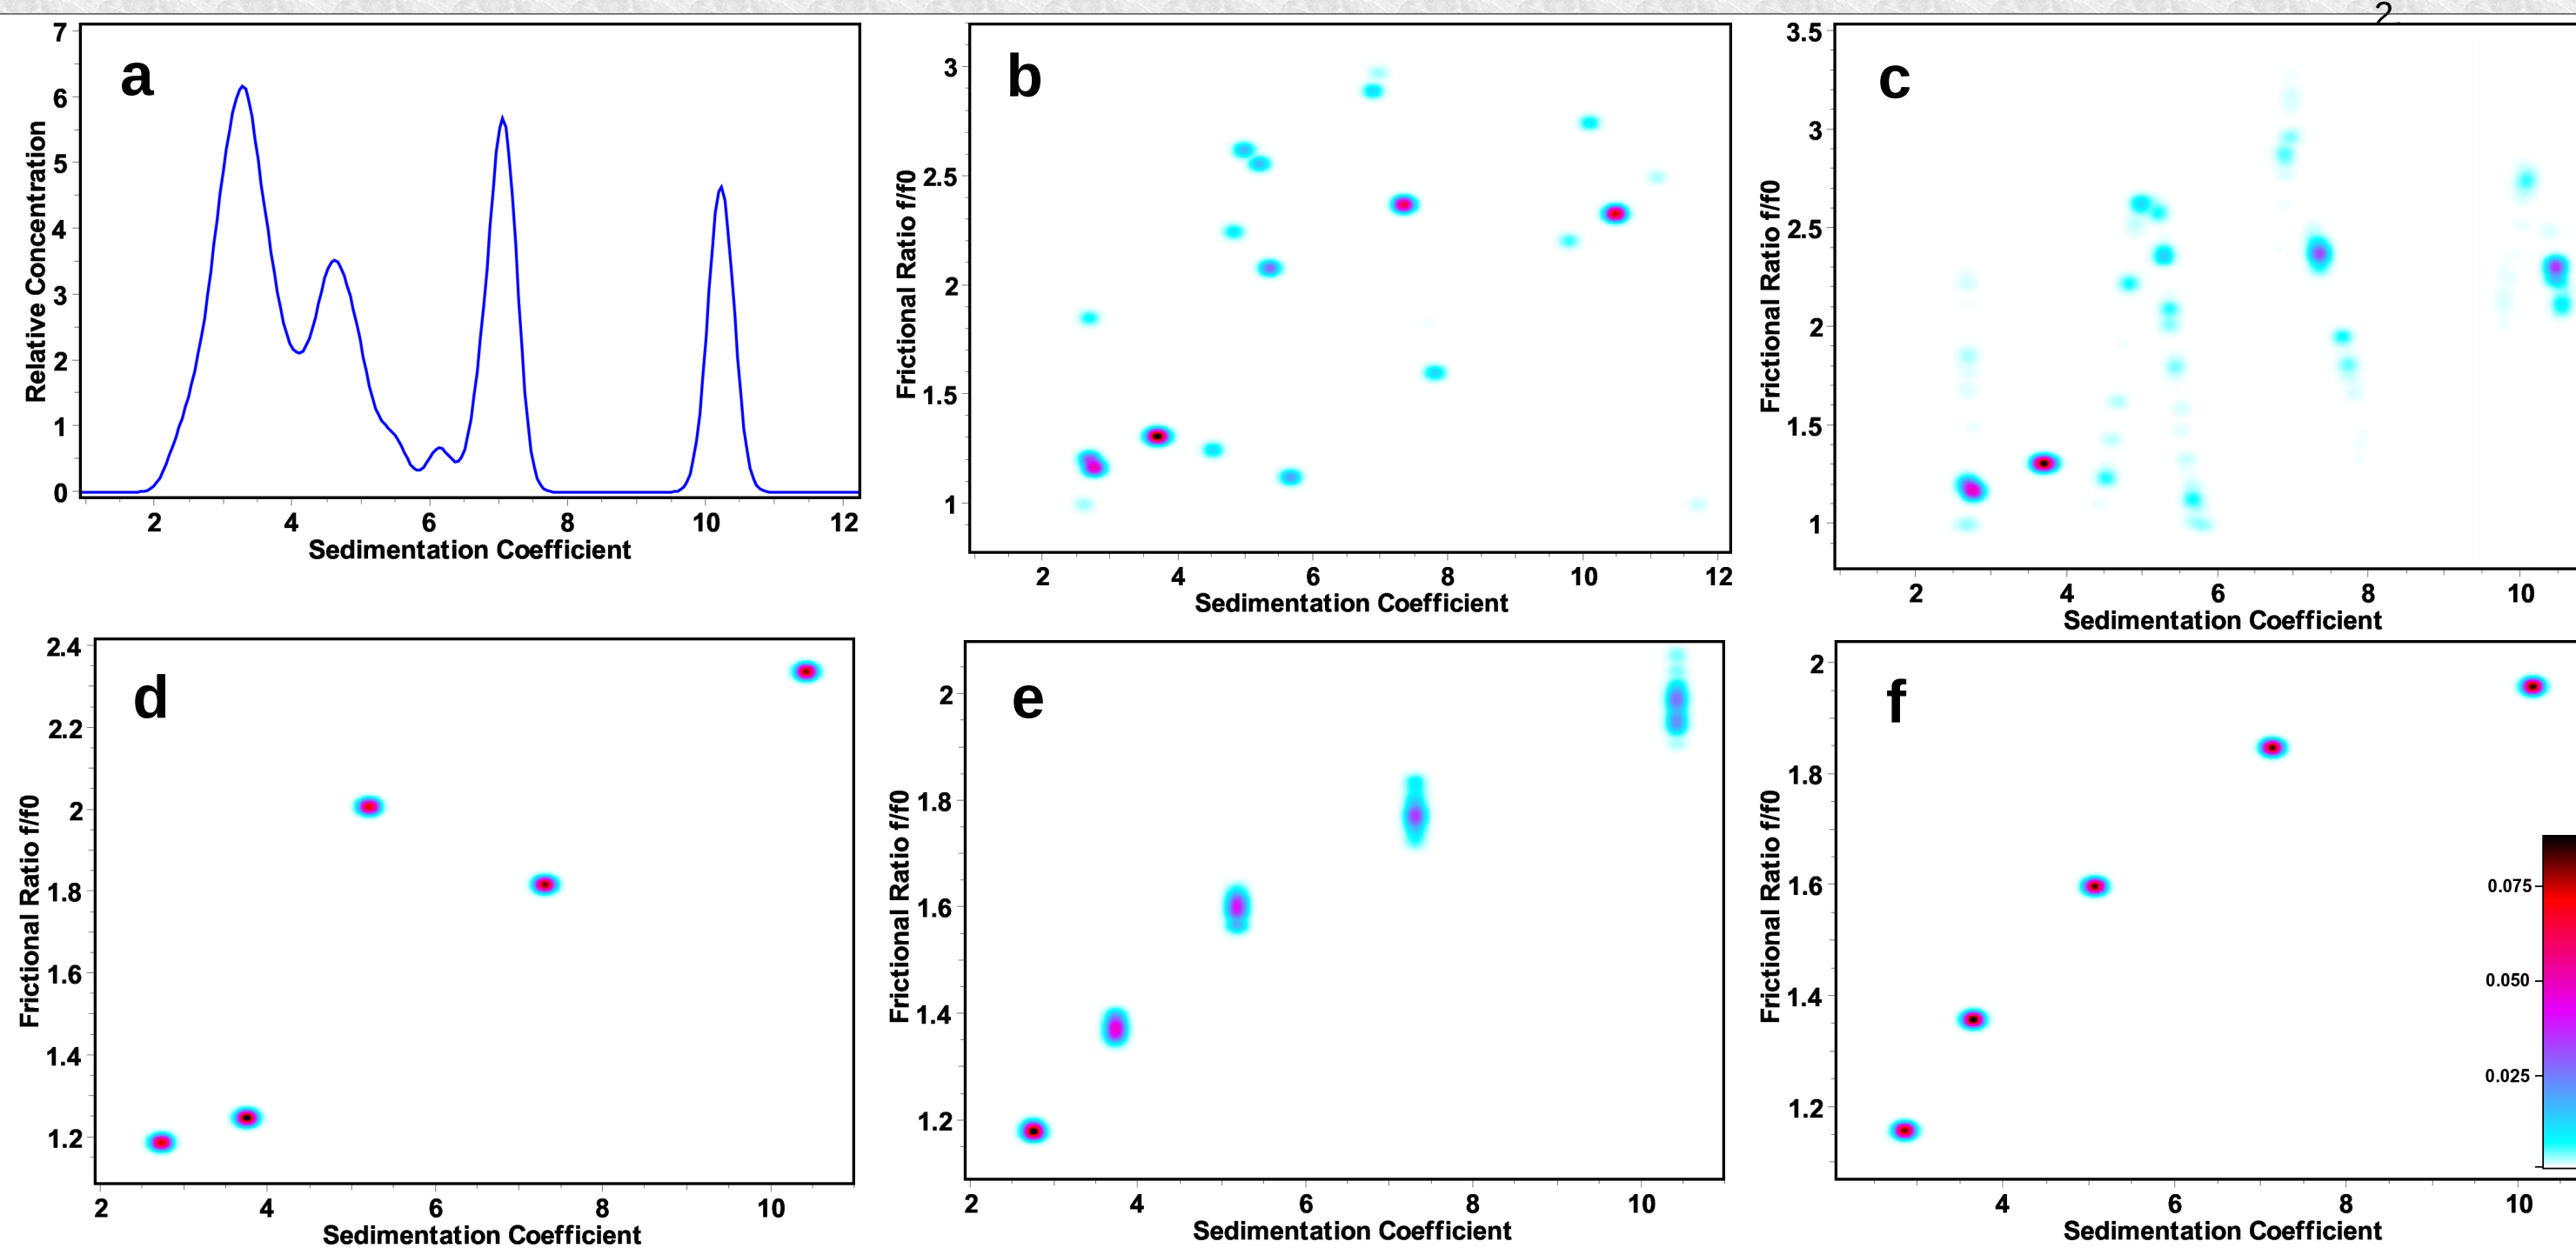 2
a
7
6
5
4
3
2
1
0
Relative Concentration
2 4 6 8 10 12
Sedimentation Coefficient
b
3
2.5
2
1.5
1
Frictional Ratio f/f0
2 4 6 8 10 12
Sedimentation Coefficient
c
3.5
3
2.5
2
1.5
1
Frictional Ratio f/f0
2 4 6 8 10
Sedimentation Coefficient
d
2.4
2.2
2
1.8
1.6
1.4
1.2
Frictional Ratio f/f0
2 4 6 8 10
Sedimentation Coefficient
e
2
1.8
1.6
1.4
1.2
Frictional Ratio f/f0
2 4 6 8 10
Sedimentation Coefficient
f
2
1.8
1.6
1.4
1.2
Frictional Ratio f/f0
4 6 8 10
Sedimentation Coefficient
0.075
0.050
0.025